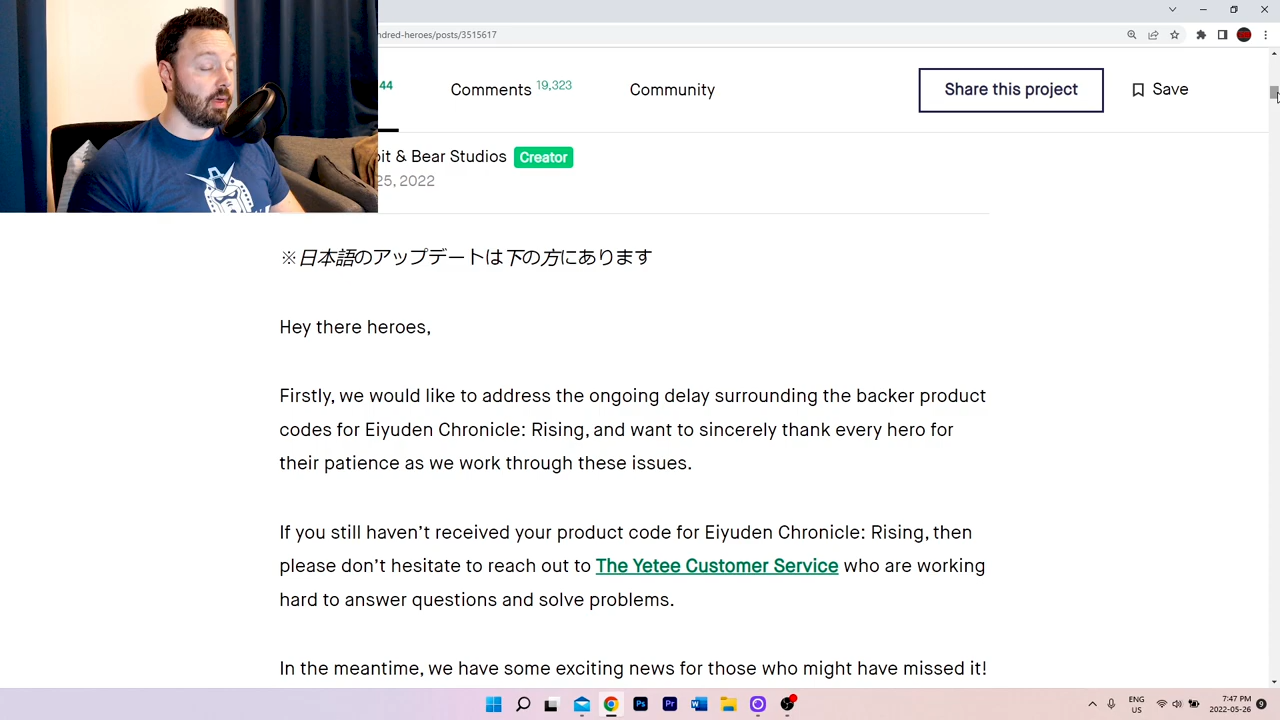 ndred-heroes/posts/3515617
44
Comments 19,323
Community
Share this project
Save
bit & Bear Studios Creator
25, 2022
※日本語のアップデートは下の方にあります
Hey there heroes,
Firstly, we would like to address the ongoing delay surrounding the backer product
codes for Eiyuden Chronicle: Rising, and want to sincerely thank every hero for
their patience as we work through these issues.
If you still haven’t received your product code for Eiyuden Chronicle: Rising, then
please don’t hesitate to reach out to The Yetee Customer Service who are working
hard to answer questions and solve problems.
In the meantime, we have some exciting news for those who might have missed it!
Ps
Pr
W
ENG
US
7:47 PM
2022-05-26